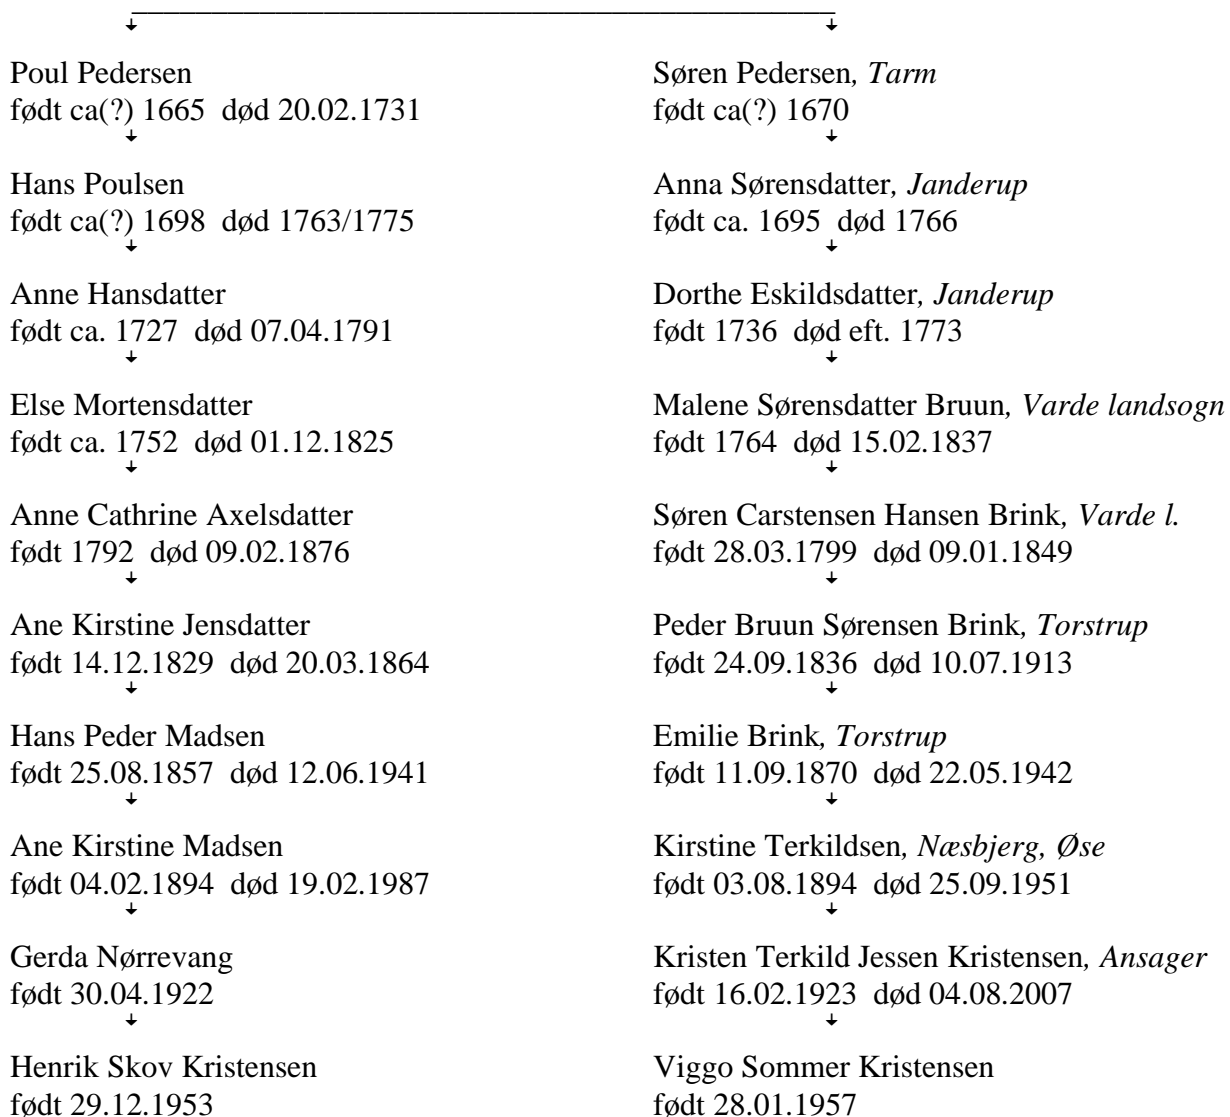 Poul Pedersen
født ca(?) 1665 død 20.02.1731
Hans Poulsen
født ca(?) 1698 død 1763/1775
Anne Hansdatter
født ca. 1727 død 07.04.1791
Else Mortensdatter
født ca. 1752 død 01.12.1825
Anne Cathrine Axelsdatter
født 1792 død 09.02.1876
Ane Kirstine Jensdatter
født 14.12.1829 død 20.03.1864
Hans Peder Madsen
født 25.08.1857 død 12.06.1941
Ane Kirstine Madsen
født 04.02.1894 død 19.02.1987
Gerda Nørrevang
født 30.04.1922
Henrik Skov Kristensen
født 29.12.1953
Søren Pedersen, Tarm
født ca(?) 1670
Anna Sørensdatter, Janderup
født ca. 1695 død 1766
Dorthe Eskildsdatter, Janderup
født 1736 død eft. 1773
Malene Sørensdatter Bruun, Varde landsogn
født 1764 død 15.02.1837
Søren Carstensen Hansen Brink, Varde l.
født 28.03.1799 død 09.01.1849
Peder Bruun Sørensen Brink, Torstrup
født 24.09.1836 død 10.07.1913
Emilie Brink, Torstrup
født 11.09.1870 død 22.05.1942
Kirstine Terkildsen, Næsbjerg, Øse
født 03.08.1894 død 25.09.1951
Kristen Terkild Jessen Kristensen, Ansager
født 16.02.1923 død 04.08.2007
Viggo Sommer Kristensen
født 28.01.1957